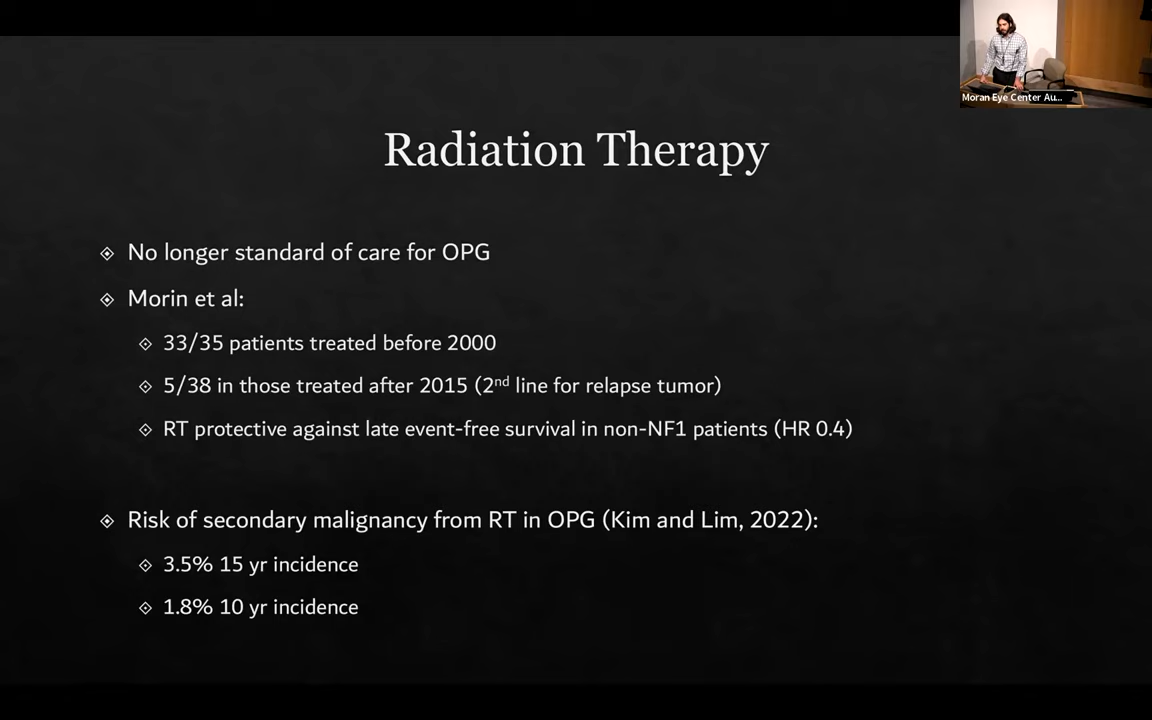 Moran Eye Center Au...
Radiation Therapy
No longer standard of care for OPG
Morin et al:
33/35 patients treated before 2000
5/38 in those treated after 2015 (2nd line for relapse tumor)
RT protective against late event-free survival in non-NF1 patients (HR 0.4)
Risk of secondary malignancy from RT in OPG (Kim and Lim, 2022):
3.5% 15 yr incidence
1.8% 10 yr incidence